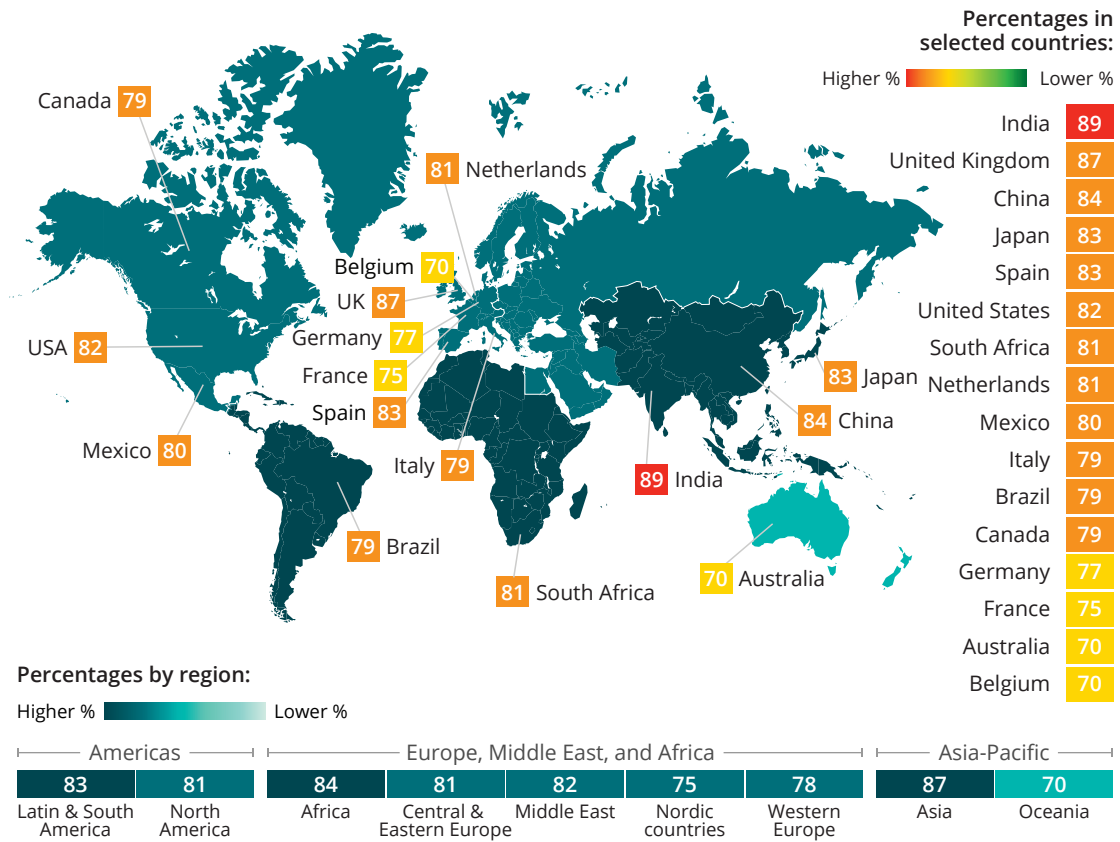 Percentages in
selected countries:
Higher % Lower %
Canada 79
81 Netherlands
Belgium 70
UK 87
Germany 77
USA 82
France 75
Spain 83
83 Japan
84 China
Mexico 80
Italy 79
89 India
79 Brazil
70 Australia
81 South Africa
India 89
United Kingdom 87
China 84
Japan 83
Spain 83
United States 82
South Africa 81
Netherlands 81
Mexico 80
Italy 79
Brazil 79
Canada 79
Germany 77
France 75
Australia 70
Belgium 70
Percentages by region:
Higher % Lower %
Americas
83 81
Latin & South
America
North
America
Europe, Middle East, and Africa
84 81 82 75 78
Africa
Central &
Eastern Europe
Middle East
Nordic
countries
Western
Europe
Asia-Pacific
87 70
Asia
Oceania